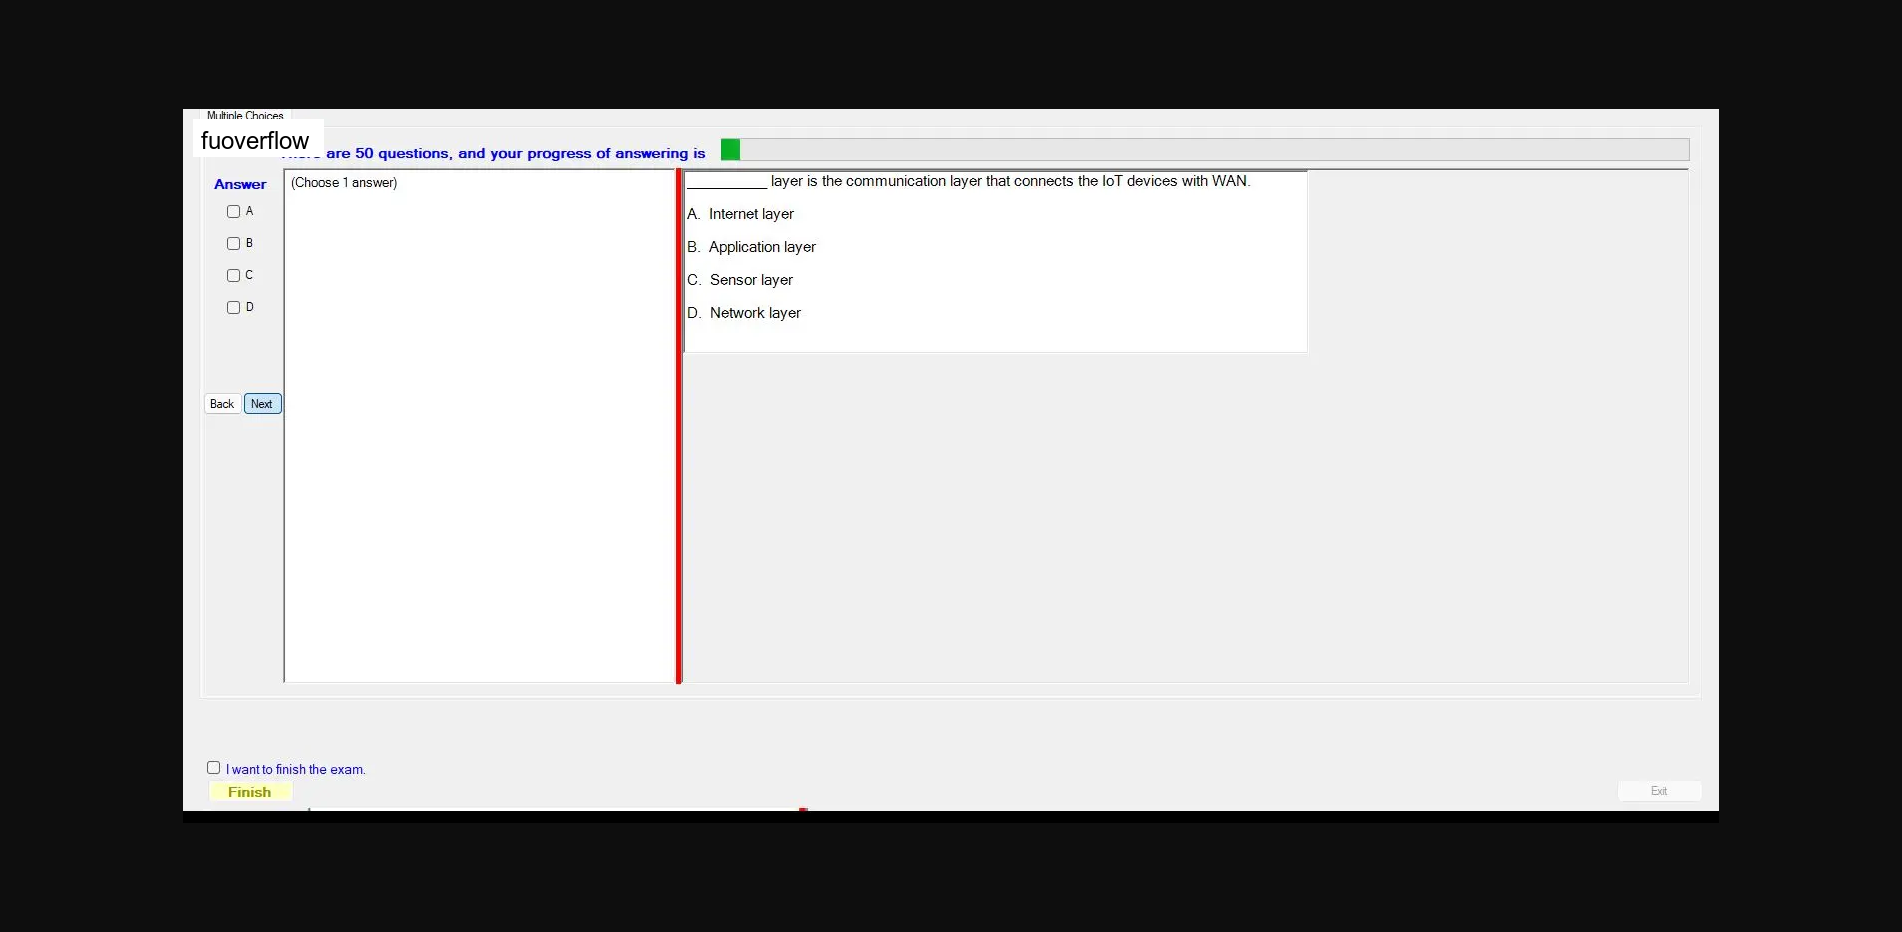 Multiple Choices
fuoverflow
are 50 questions, and your progress of answering is
Answer
(Choose 1 answer)
A
B
C
D
Back Next
__________ layer is the communication layer that connects the IoT devices with WAN.
A. Internet layer
B. Application layer
C. Sensor layer
D. Network layer
I want to finish the exam.
Finish
Exit